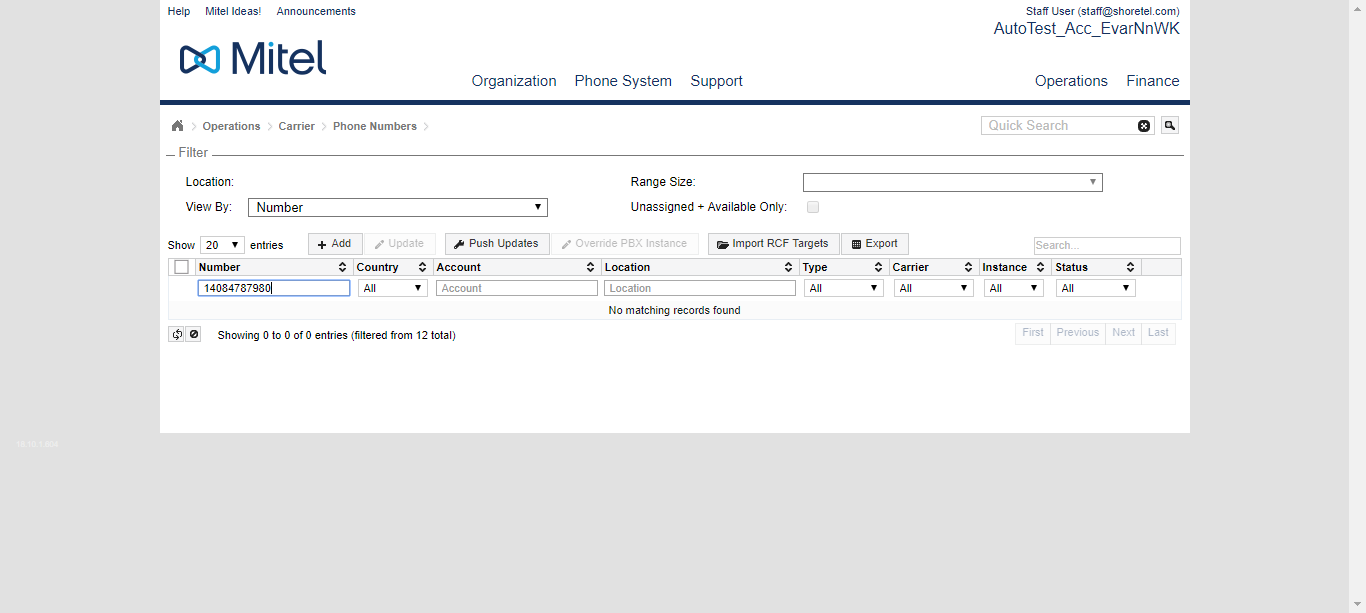 Help Mitel Ideas! Announcements Staff User (staff@shoretel.com)
AutoTest_Acc_EvarNnWK
Mitel
Organization Phone System Support Operations Finance
Operations Carrier Phone Numbers Quick Search
Filter
Location: Range Size:
View By: Number Unassigned + Available Only:
Show 20 entries Add Update Push Updates Override PBX Instance Import RCF Targets Export Search...
Number Country Account Location Type Carrier Instance Status
14084787980 All Account Location All All All All
No matching records found
Showing 0 to 0 of 0 entries (filtered from 12 total) First Previous Next Last